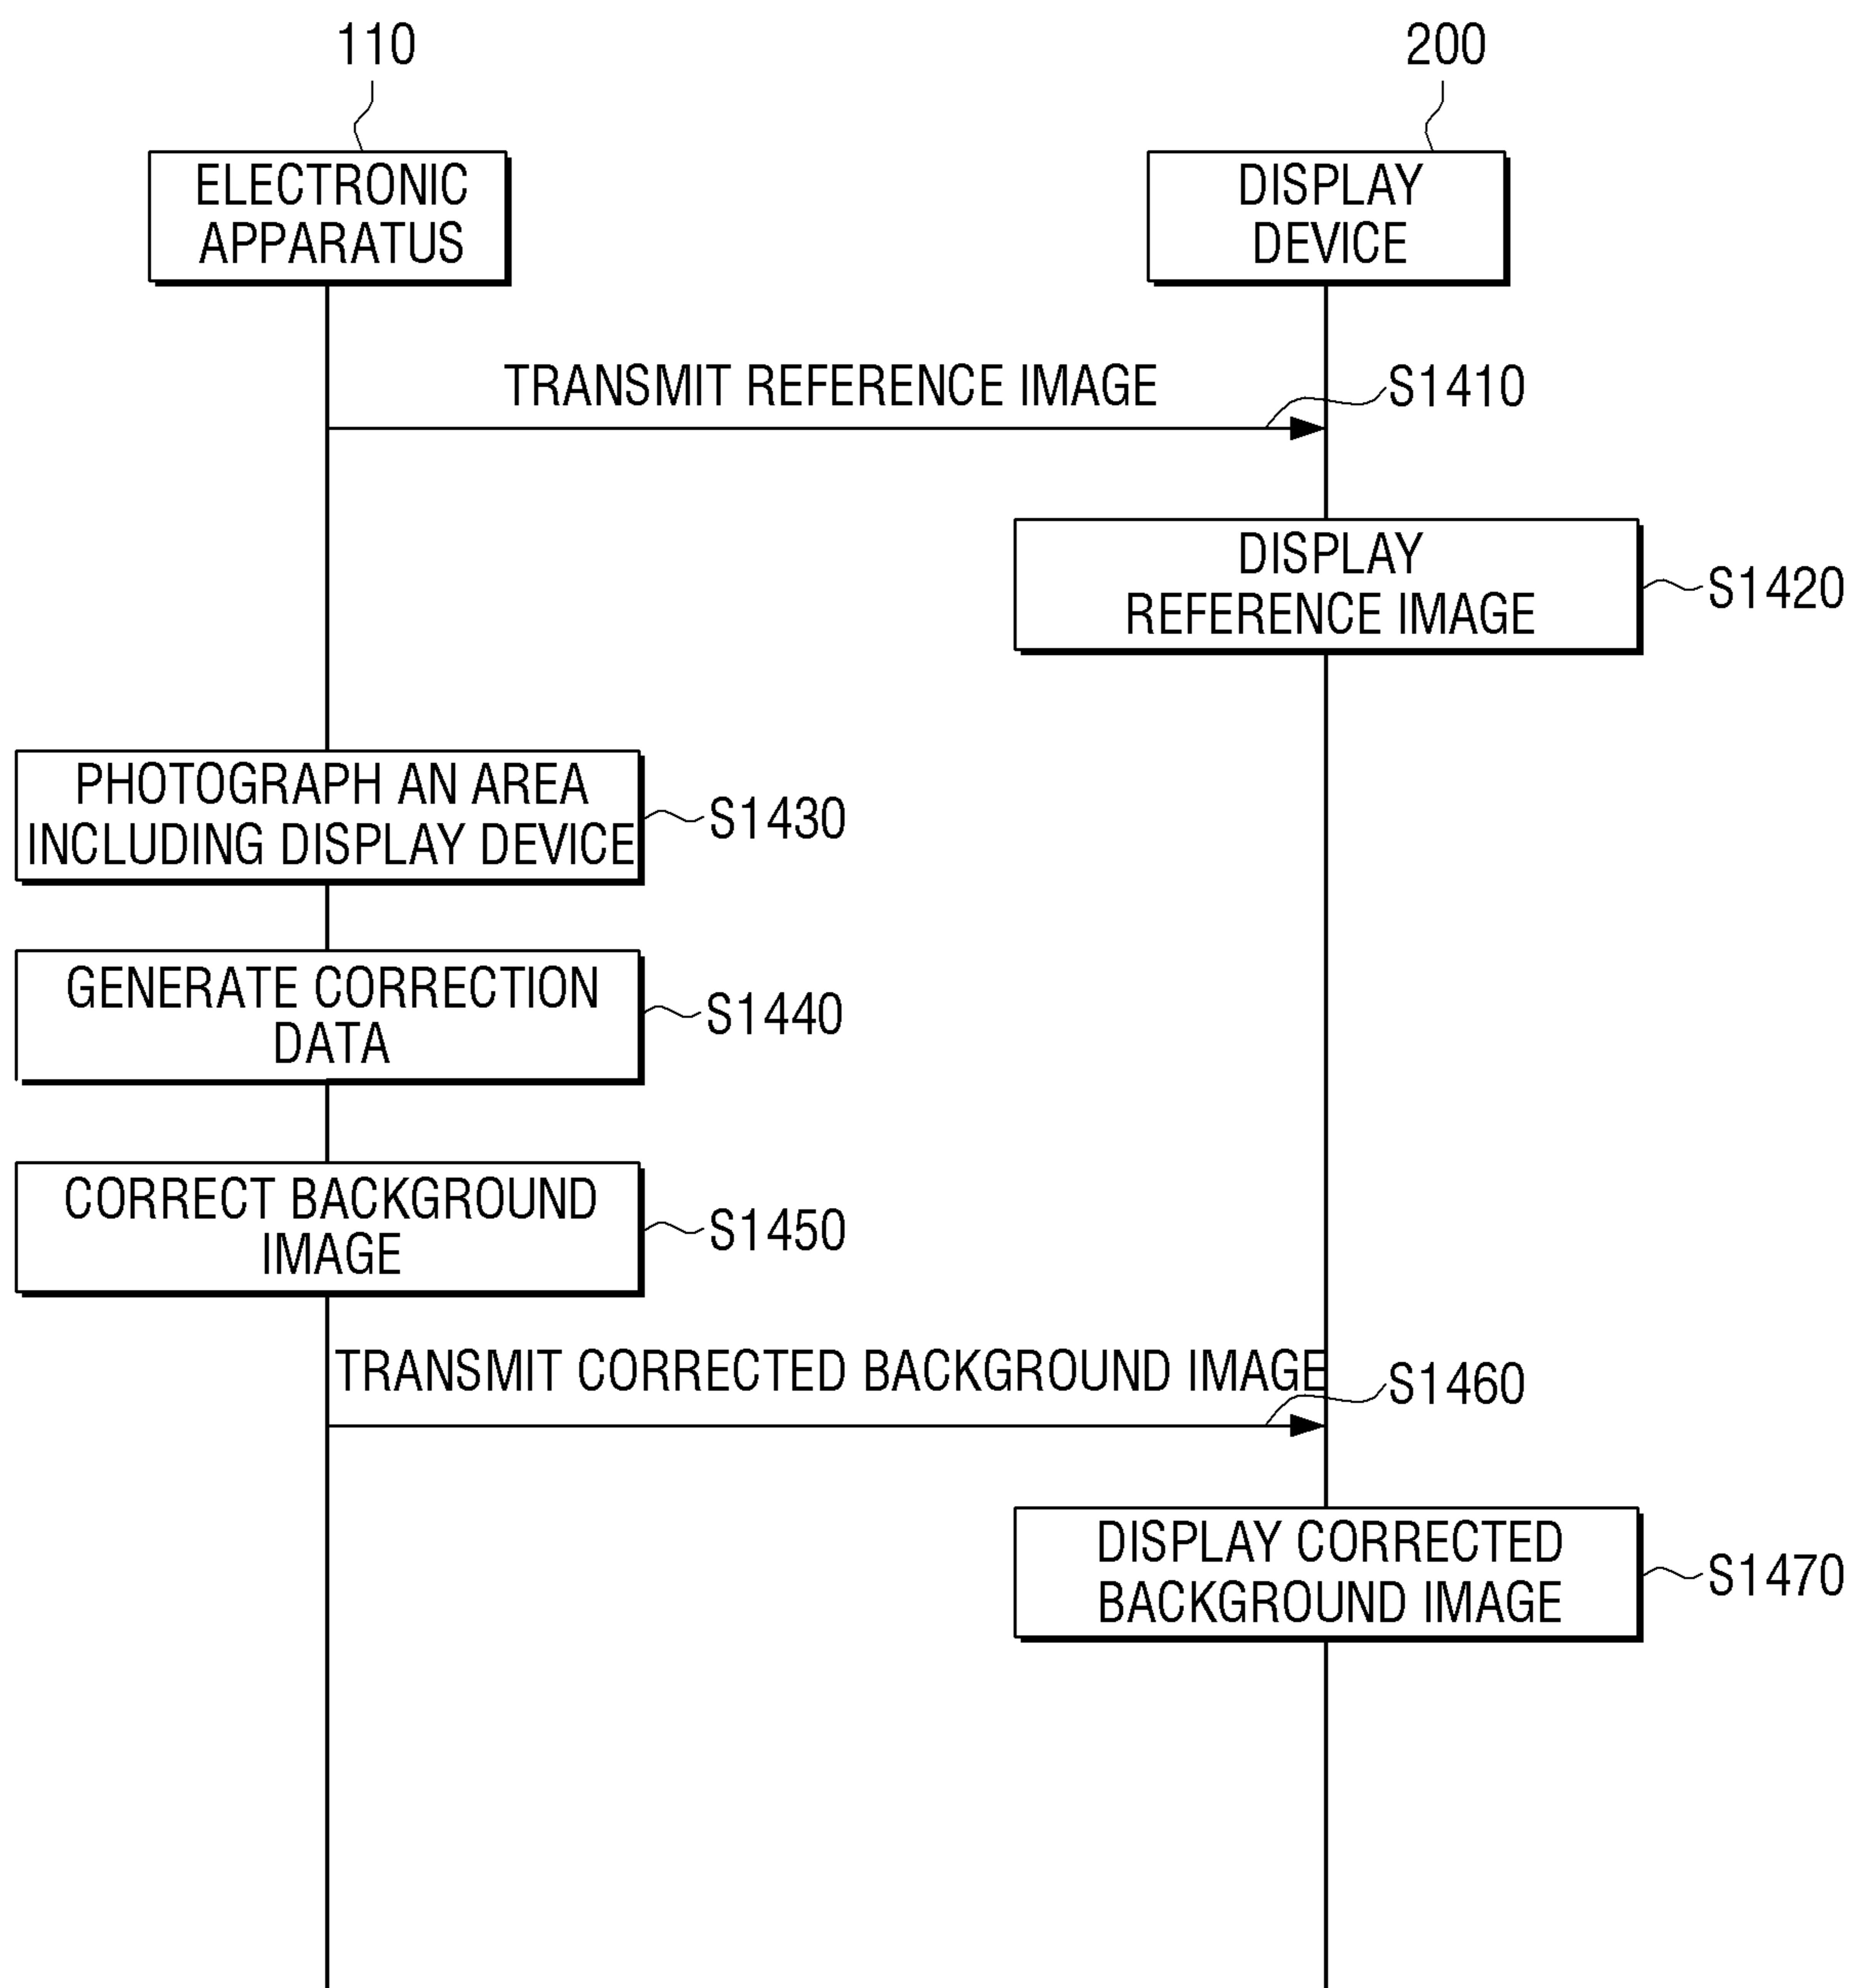 110
200
ELECTRONIC
APPARATUS
DISPLAY
DEVICE
TRANSMIT REFERENCE IMAGE
S1410
DISPLAY
REFERENCE IMAGE
S1420
PHOTOGRAPH AN AREA
INCLUDING DISPLAY DEVICE
S1430
GENERATE CORRECTION
DATA
S1440
CORRECT BACKGROUND
IMAGE
S1450
TRANSMIT CORRECTED BACKGROUND IMAGE
S1460
DISPLAY CORRECTED
BACKGROUND IMAGE
S1470